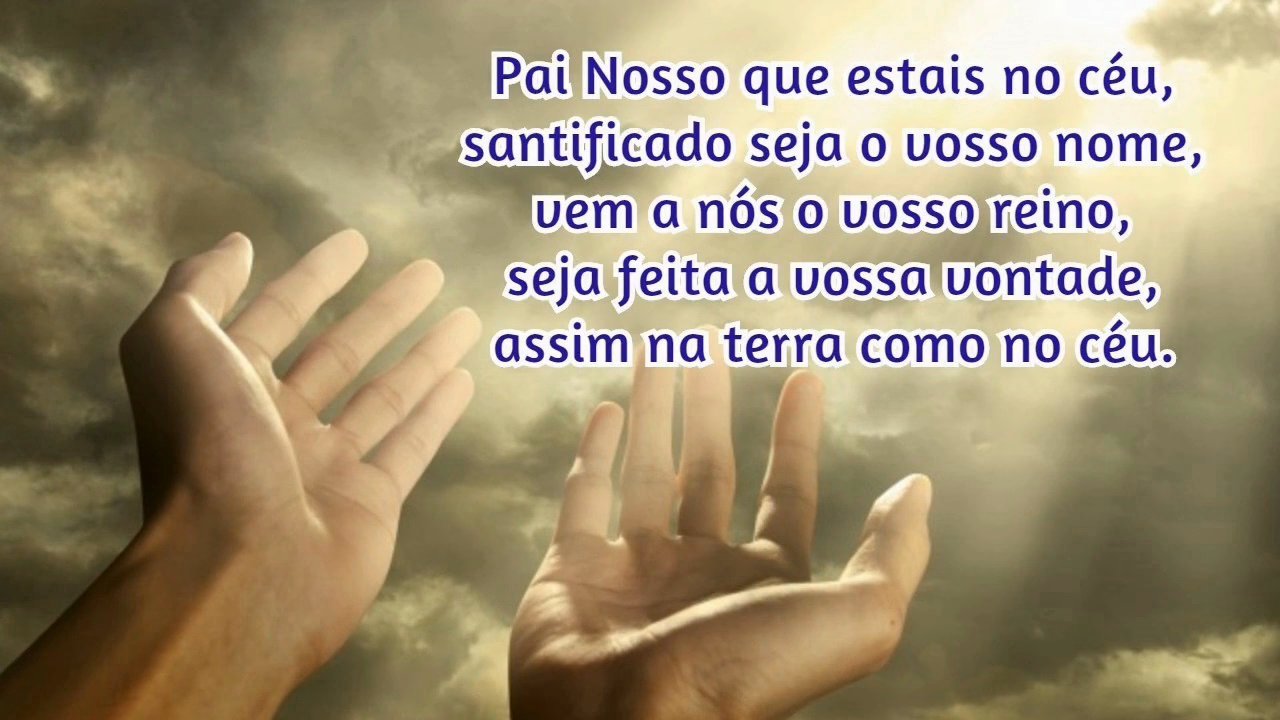 Pai Nosso que estais no céu,
santificado seja o vosso nome,
vem a nós o vosso reino,
seja feita a vossa vontade,
assim na terra como no céu.